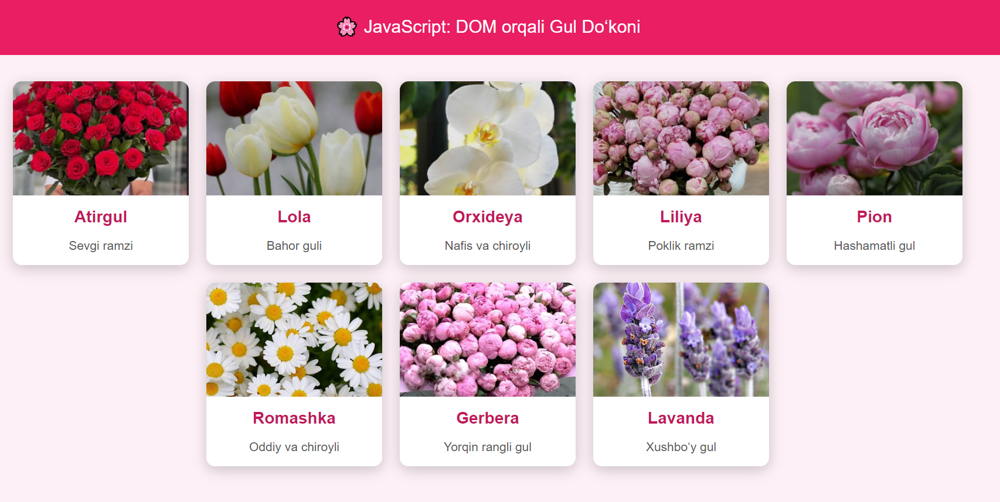 🌸 JavaScript: DOM orqali Gul Do‘koni
Atirgul
Sevgi ramzi
Lola
Bahor guli
Orxideya
Nafis va chiroyli
Liliya
Poklik ramzi
Pion
Hashamatli gul
Romashka
Oddiy va chiroyli
Gerbera
Yorqin rangli gul
Lavanda
Xushbo‘y gul